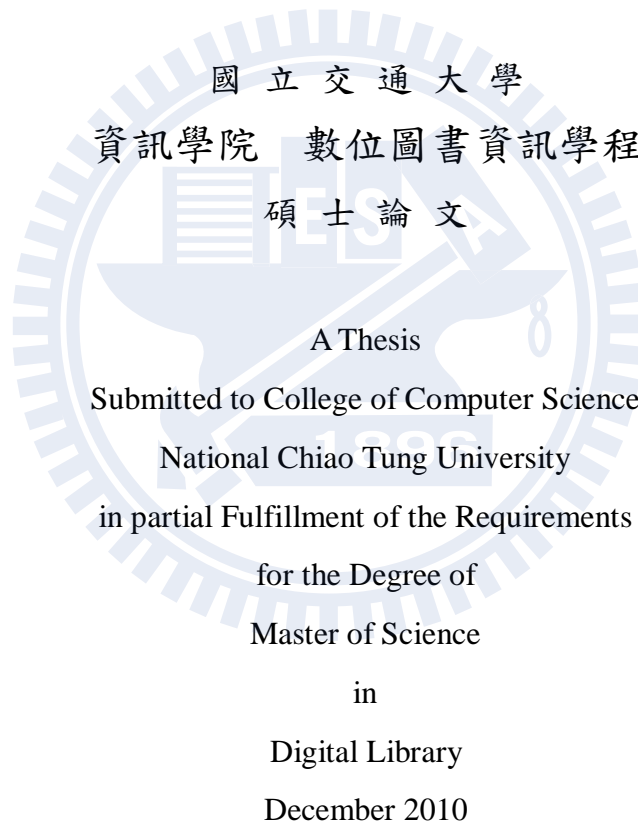 國 立 交 通 大 學
資訊學院 數位圖書資訊學程
碩 士 論 文
E S A
A Thesis
Submitted to College of Computer Science
National Chiao Tung University
1896
in partial Fulfillment of the Requirements
for the Degree of
Master of Science
in
Digital Library
December 2010